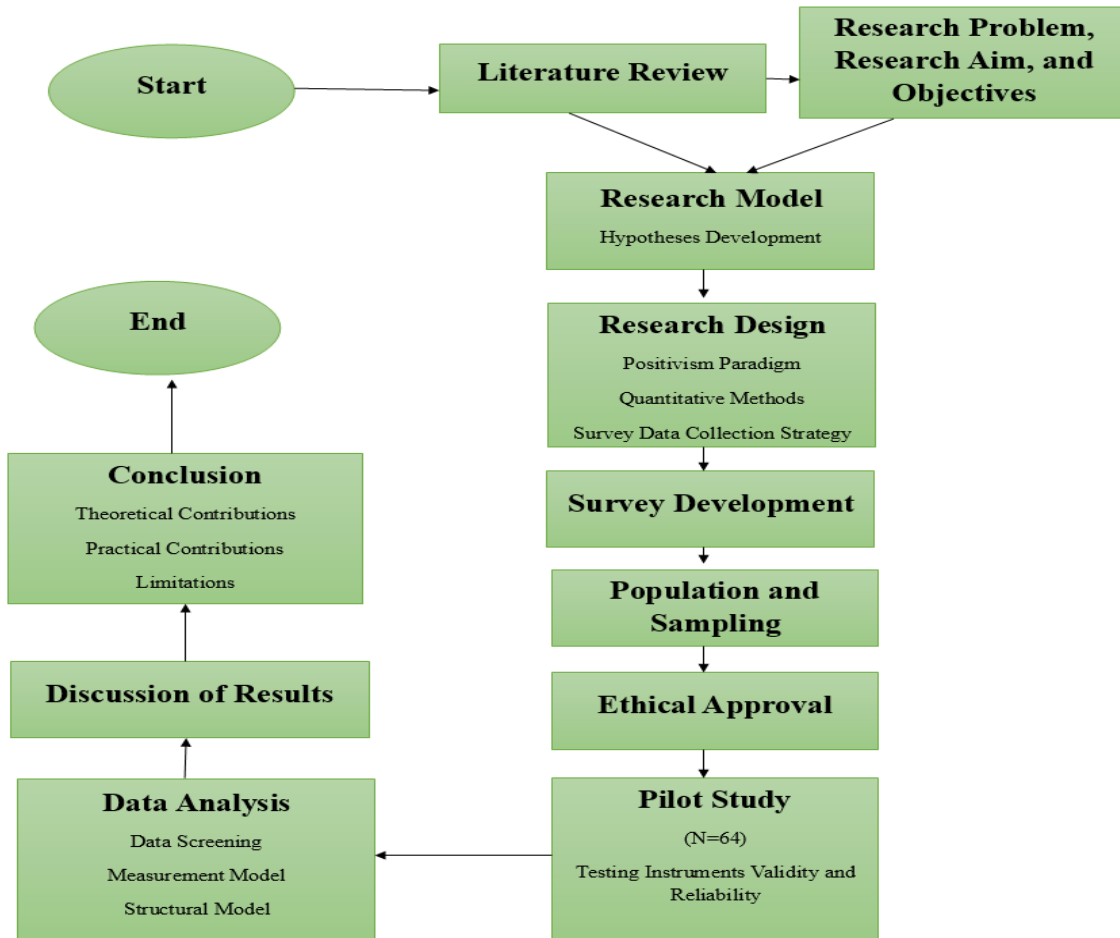 Start
Literature Review
Research Problem,
Research Aim, and
Objectives
Research Model
Hypotheses Development
Research Design
Positivism Paradigm
Quantitative Methods
Survey Data Collection Strategy
Survey Development
Population and
Sampling
Ethical Approval
Pilot Study
(N=64)
Testing Instruments Validity and
Reliability
Data Analysis
Data Screening
Measurement Model
Structural Model
Discussion of Results
Conclusion
Theoretical Contributions
Practical Contributions
Limitations
End